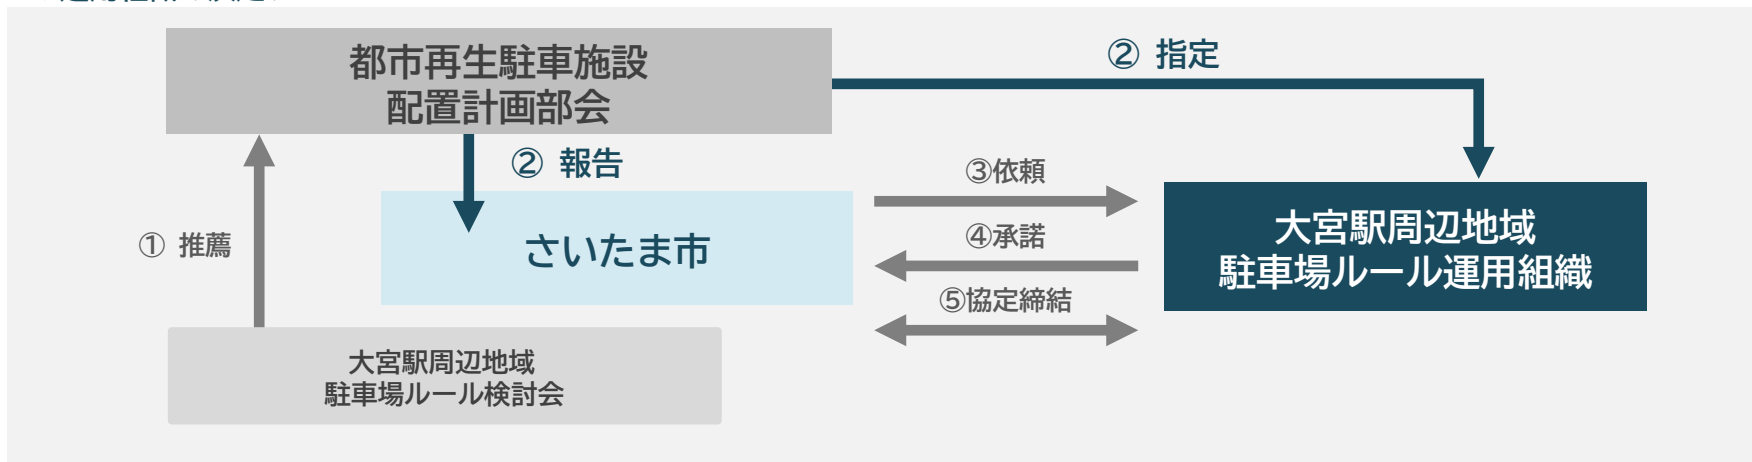 都市再生駐車施設
配置計画部会
② 指定
② 報告
① 推薦
さいたま市
③依頼
④承諾
⑤協定締結
大宮駅周辺地域
駐車場ルール運用組織
大宮駅周辺地域
駐車場ルール検討会